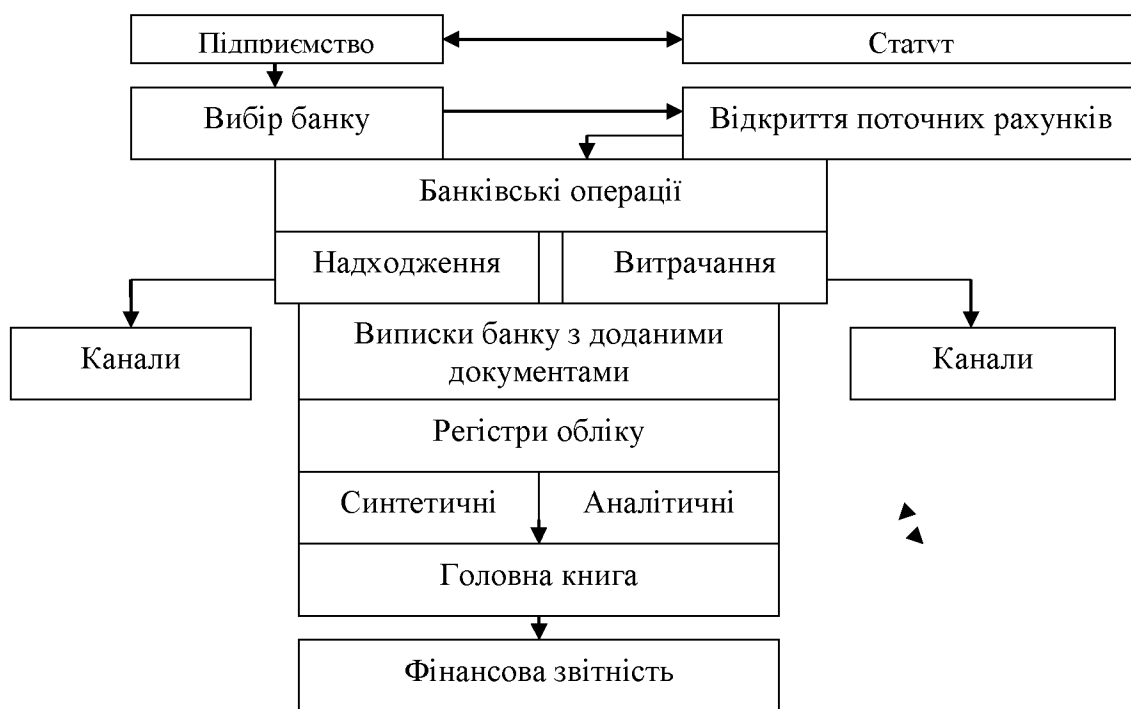 Підприємство
Статут
Вибір банку
Відкриття поточних рахунків
Банківські операції
Надходження
Витрачання
Канали
Виписки банку з доданими
документами
Канали
Регістри обліку
Синтетичні
Аналітичні
Головна книга
Фінансова звітність